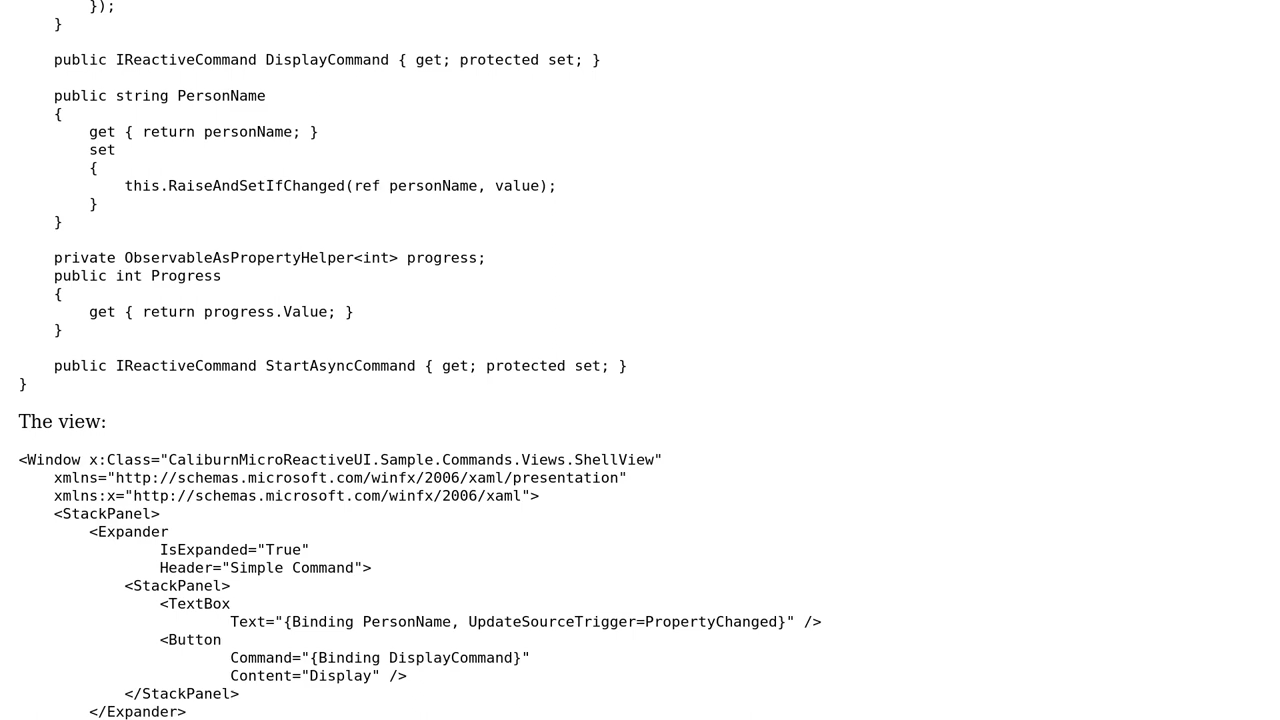 });
    }

    public IReactiveCommand DisplayCommand { get; protected set; }

    public string PersonName
    {
        get { return personName; }
        set
        {
            this.RaiseAndSetIfChanged(ref personName, value);
        }
    }

    private ObservableAsPropertyHelper<int> progress;
    public int Progress
    {
        get { return progress.Value; }
    }

    public IReactiveCommand StartAsyncCommand { get; protected set; }
}
The view:
<Window x:Class="CaliburnMicroReactiveUI.Sample.Commands.Views.ShellView"
    xmlns="http://schemas.microsoft.com/winfx/2006/xaml/presentation"
    xmlns:x="http://schemas.microsoft.com/winfx/2006/xaml">
    <StackPanel>
        <Expander
                IsExpanded="True"
                Header="Simple Command">
            <StackPanel>
                <TextBox
                        Text="{Binding PersonName, UpdateSourceTrigger=PropertyChanged}" />
                <Button
                        Command="{Binding DisplayCommand}"
                        Content="Display" />
            </StackPanel>
        </Expander>